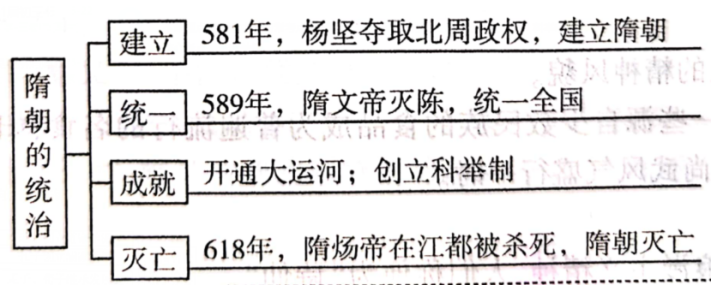 隋朝的统治
建立 581年，杨坚夺取北周政权，建立隋朝
统一 589年，隋文帝灭陈，统一全国
成就 开通大运河；创立科举制
灭亡 618年，隋炀帝在江都被杀死，隋朝灭亡